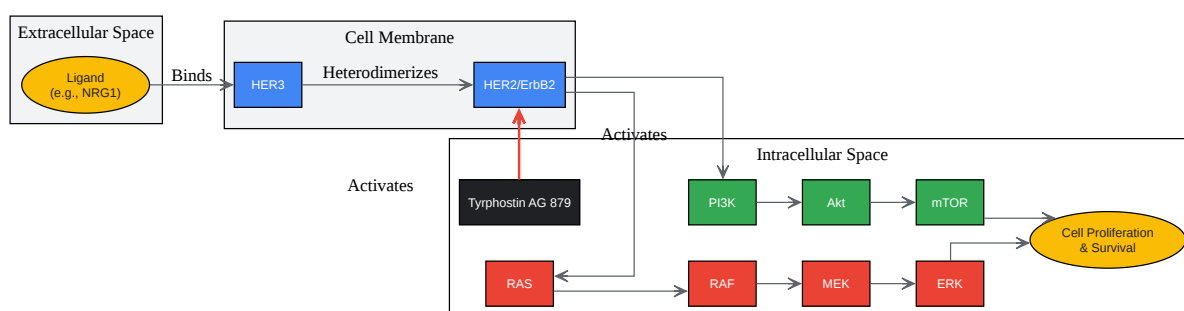 Extracellular Space
Ligand
(e.g., NRG1)
Binds
Cell Membrane
HER3
Heterodimerizes
HER2/ErbB2
Activates
Activates
Intracellular Space
Tyrphostin AG 879
PI3K
Akt
mTOR
Cell Proliferation
& Survival
RAS
RAF
MEK
ERK